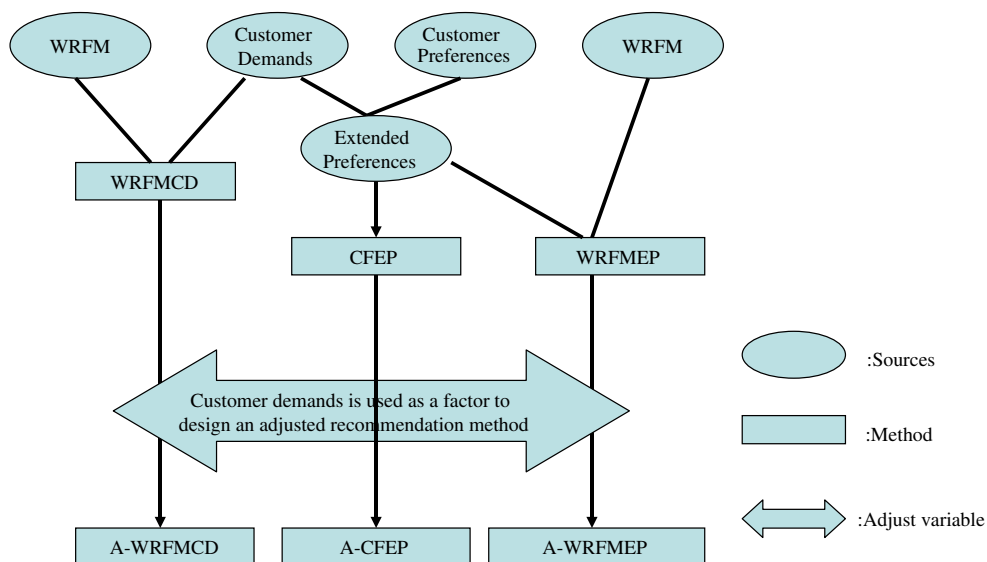 WRFM
Customer
Demands
Customer
Preferences
WRFM
Extended
Preferences
WRFMCD
CFEP
WRFMEP
:Sources
Customer demands is used as a factor to
design an adjusted recommendation method
:Method
:Adjust variable
A-WRFMCD
A-CFEP
A-WRFMEP